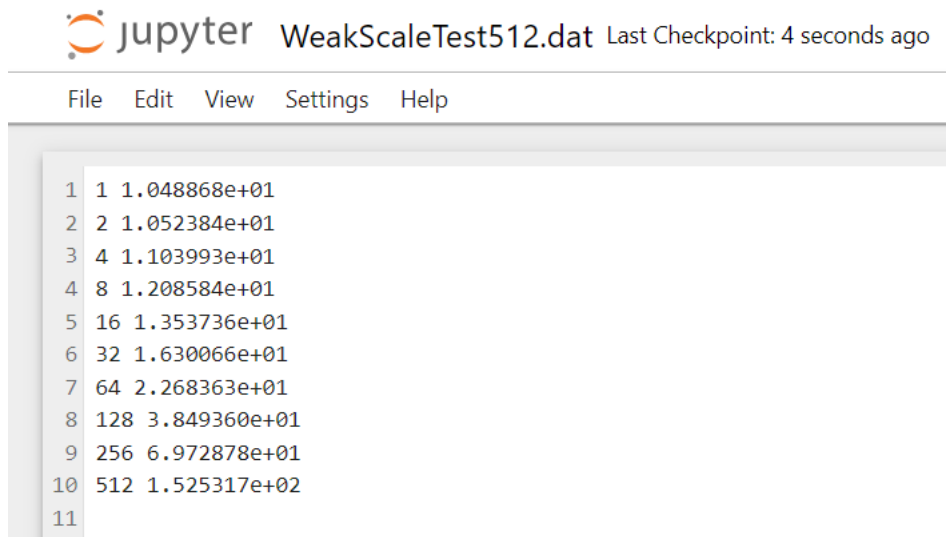 jupyter WeakScaleTest512.dat Last Checkpoint: 4 seconds ago
File Edit View Settings Help
1 1 1.048868e+01
2 2 1.052384e+01
3 4 1.103993e+01
4 8 1.208584e+01
5 16 1.353736e+01
6 32 1.630066e+01
7 64 2.268363e+01
8 128 3.849360e+01
9 256 6.972878e+01
10 512 1.525317e+02
11